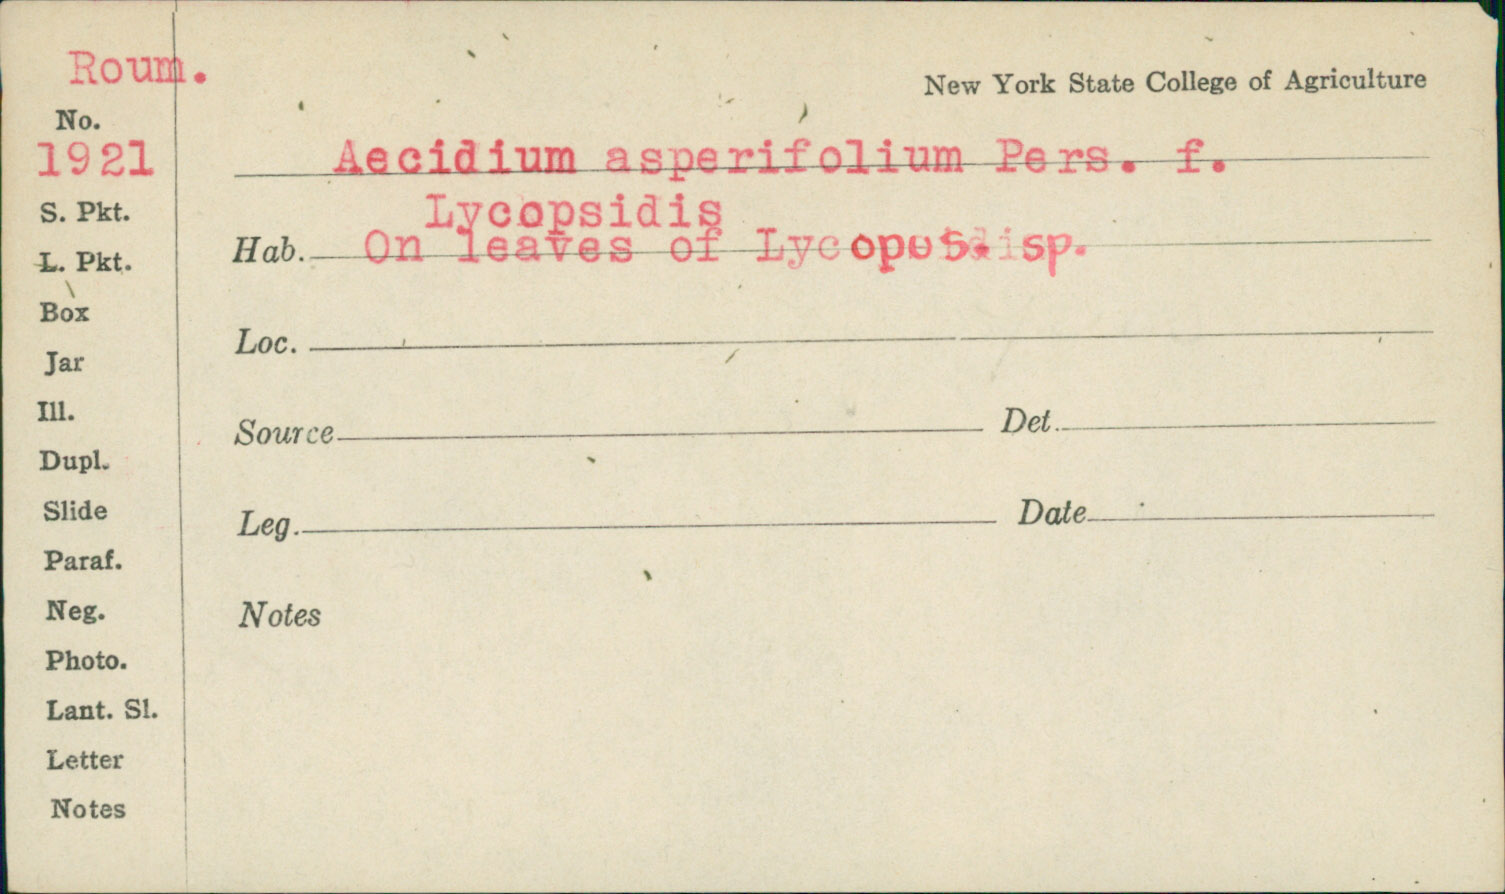 Roum.
New York State College of Agriculture
No.
1921
Aecidium asperifolium Pers. f.
Lycopsidis
S. Pkt.
Hab. On leaves of Lycopus. sp.
L. Pkt.
Box
Loc.
Jar
Ill.
Source Det.
Dupl.
Slide
Leg. Date
Paraf.
Neg.
Notes
Photo.
Lant. Sl.
Letter
Notes